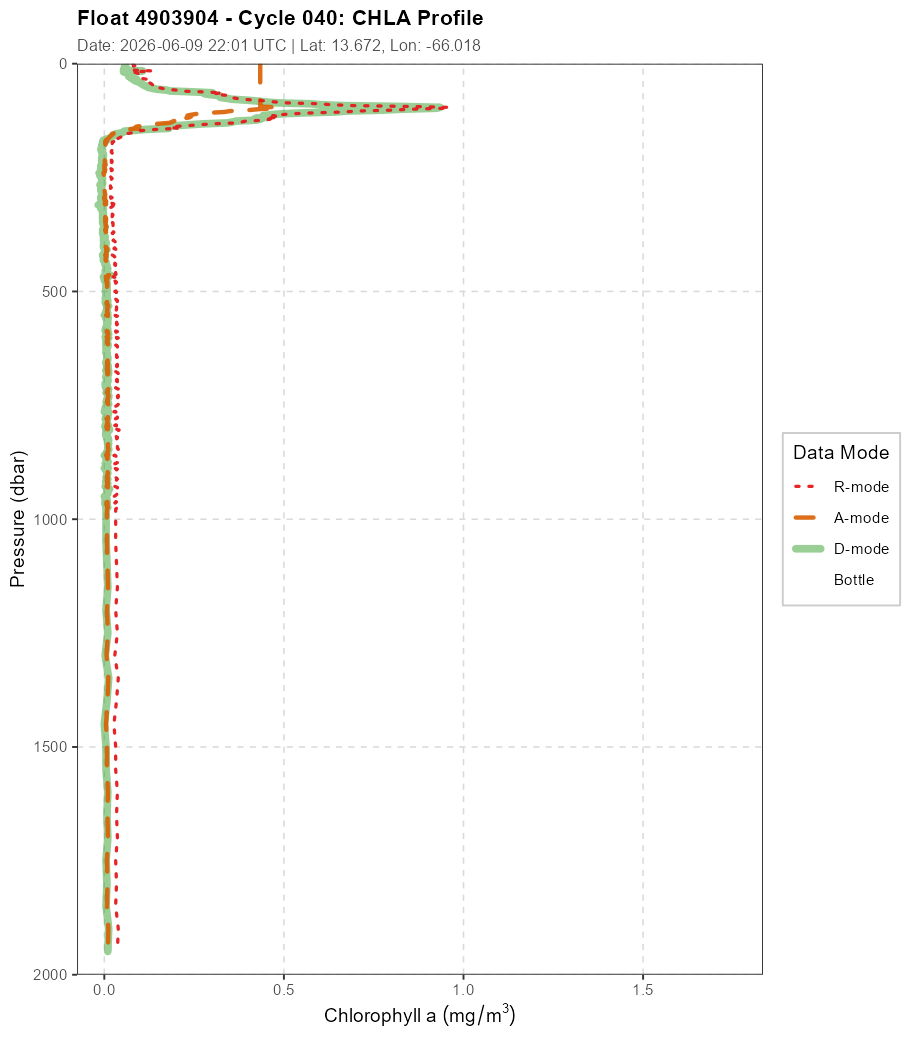 Float 4903904 - Cycle 040: CHLA Profile
Date: 2026-06-09 22:01 UTC | Lat: 13.672, Lon: -66.018
0
500
1000
1500
2000
Pressure (dbar)
0.0 0.5 1.0 1.5
Chlorophyll a (mg/m³)
Data Mode
R-mode
A-mode
D-mode
Bottle